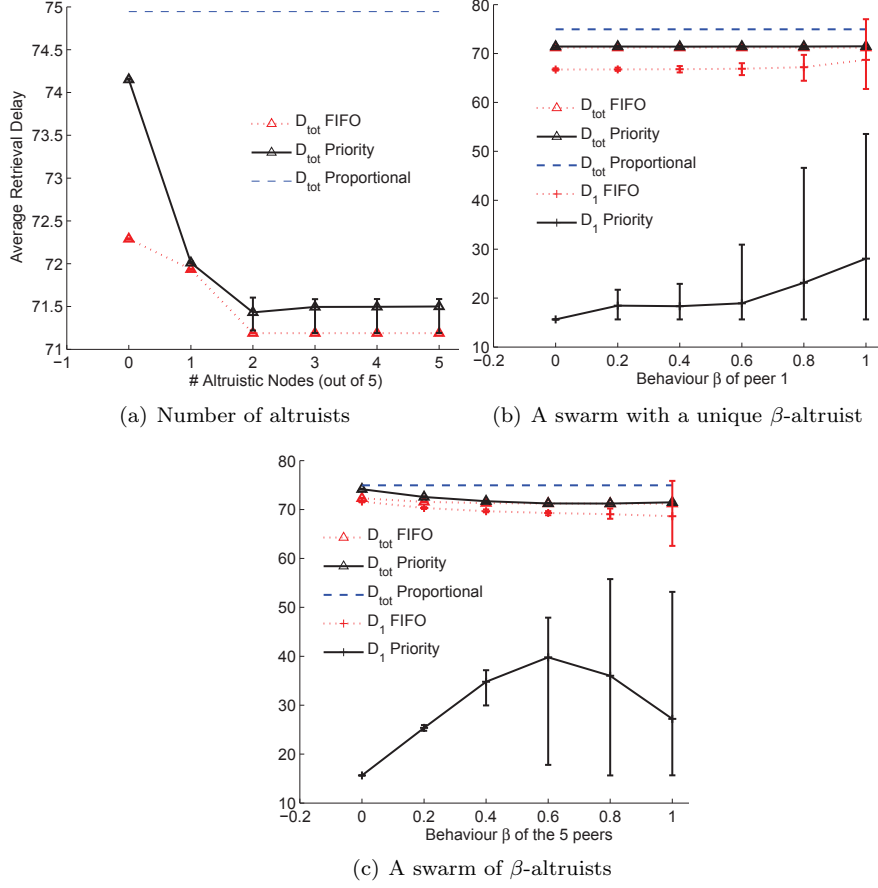 75
74.5
74
73.5
73
72.5
72
71.5
71
Average Retrieval Delay
D_tot FIFO
D_tot Priority
D_tot Proportional
−1 0 1 2 3 4 5
# Altruistic Nodes (out of 5)
(a) Number of altruists
80
70
60
50
40
30
20
10
D_tot FIFO
D_tot Priority
D_tot Proportional
D_1 FIFO
D_1 Priority
−0.2 0 0.2 0.4 0.6 0.8 1
Behaviour β of peer 1
(b) A swarm with a unique β-altruist
80
70
60
50
40
30
20
10
D_tot FIFO
D_tot Priority
D_tot Proportional
D_1 FIFO
D_1 Priority
−0.2 0 0.2 0.4 0.6 0.8 1
Behaviour β of the 5 peers
(c) A swarm of β-altruists